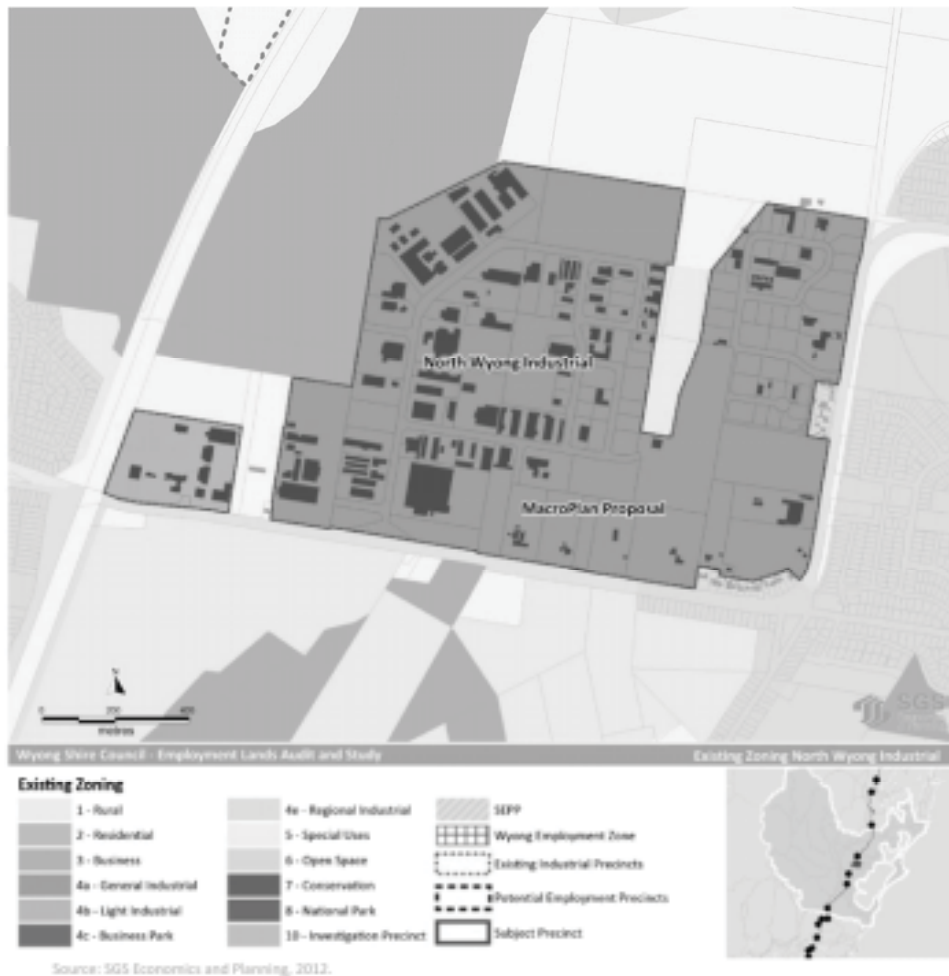 North Wyong Industrial
MacroPlan Proposal
N
0 200 400
metres
SGS
Wyong Shire Council - Employment Lands Audit and Study
Existing Zoning North Wyong Industrial
Existing Zoning
1 - Rural
2 - Residential
3 - Business
4a - General Industrial
4b - Light Industrial
4c - Business Park
4e - Regional Industrial
5 - Special Uses
6 - Open Space
7 - Conservation
8 - National Park
10 - Investigation Precinct
SEPP
Wyong Employment Zone
Existing Industrial Precincts
Potential Employment Precincts
Subject Precinct
Source: SGS Economics and Planning, 2012.